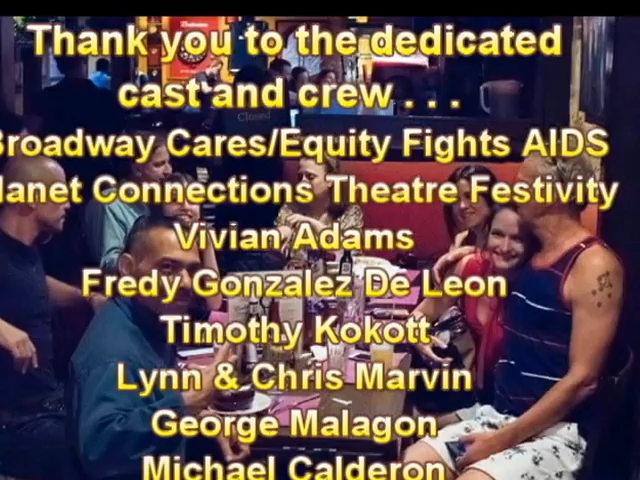 Thank you to the dedicated
cast and crew . . .
Broadway Cares/Equity Fights AIDS
lanet Connections Theatre Festivity
Vivian Adams
Fredy Gonzalez De Leon
Timothy Kokott
Lynn & Chris Marvin
George Malagon
Michael Calderon
Closed